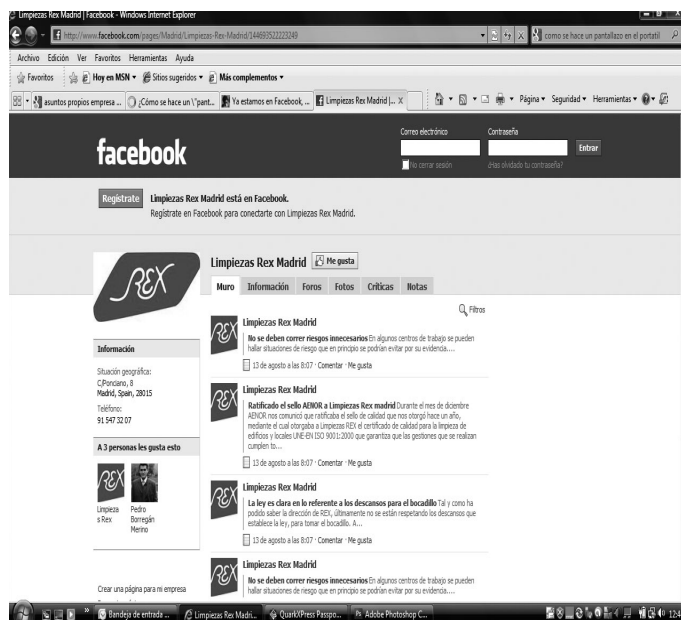 Limpiezas Rex Madrid | Facebook - Windows Internet Explorer
http://www.facebook.com/pages/Madrid/Limpiezas-Rex-Madrid/144693522223249
como se hace un pantallazo en el portatil
Archivo Edición Ver Favoritos Herramientas Ayuda
Favoritos Hoy en MSN Sitios sugeridos Más complementos
asuntos propios empresa ... ¿Cómo se hace un \"pant... Ya estamos en Facebook, ... Limpiezas Rex Madrid |... X Página Seguridad Herramientas
Correo electrónico Contraseña
facebook
Entrar
No cerrar sesión ¿Has olvidado tu contraseña?
Regístrate
Limpiezas Rex Madrid está en Facebook.
Regístrate en Facebook para conectarte con Limpiezas Rex Madrid.
REX
Limpiezas Rex Madrid Me gusta
Muro Información Foros Fotos Críticas Notas
Filtros
Información
Situación geográfica:
C/Ponciano, 8
Madrid, Spain, 28015
Teléfono:
91 547 32 07
A 3 personas les gusta esto
REX
Limpieza
s Rex
Pedro
Borregán
Merino
Crear una página para mi empresa
REX
Limpiezas Rex Madrid
No se deben correr riesgos innecesarios En algunos centros de trabajo se pueden
hallar situaciones de riesgo que en principio se podrían evitar por su evidencia....
13 de agosto a las 8:07 · Comentar · Me gusta
REX
Limpiezas Rex Madrid
Ratificado el sello AENOR a Limpiezas Rex madrid Durante el mes de diciembre
AENOR nos comunicó que ratificaba el sello de calidad que nos otorgó hace un año,
mediante el cual otorgaba a Limpiezas REX el certificado de calidad para la limpieza de
edificios y locales UNE-EN ISO 9001:2000 que garantiza que las gestiones que se realizan
cumplen to...
13 de agosto a las 8:07 · Comentar · Me gusta
REX
Limpiezas Rex Madrid
La ley es clara en lo referente a los descansos para el bocadillo Tal y como ha
podido saber la dirección de REX, últimamente no se están respetando los descansos que
establece la ley, para tomar el bocadillo. A...
13 de agosto a las 8:07 · Comentar · Me gusta
REX
Limpiezas Rex Madrid
No se deben correr riesgos innecesarios En algunos centros de trabajo se pueden
hallar situaciones de riesgo que en principio se podrían evitar por su evidencia....
Bandeja de entrada ... Limpiezas Rex Madri... QuarkXPress Passpo... Ps Adobe Photoshop C...